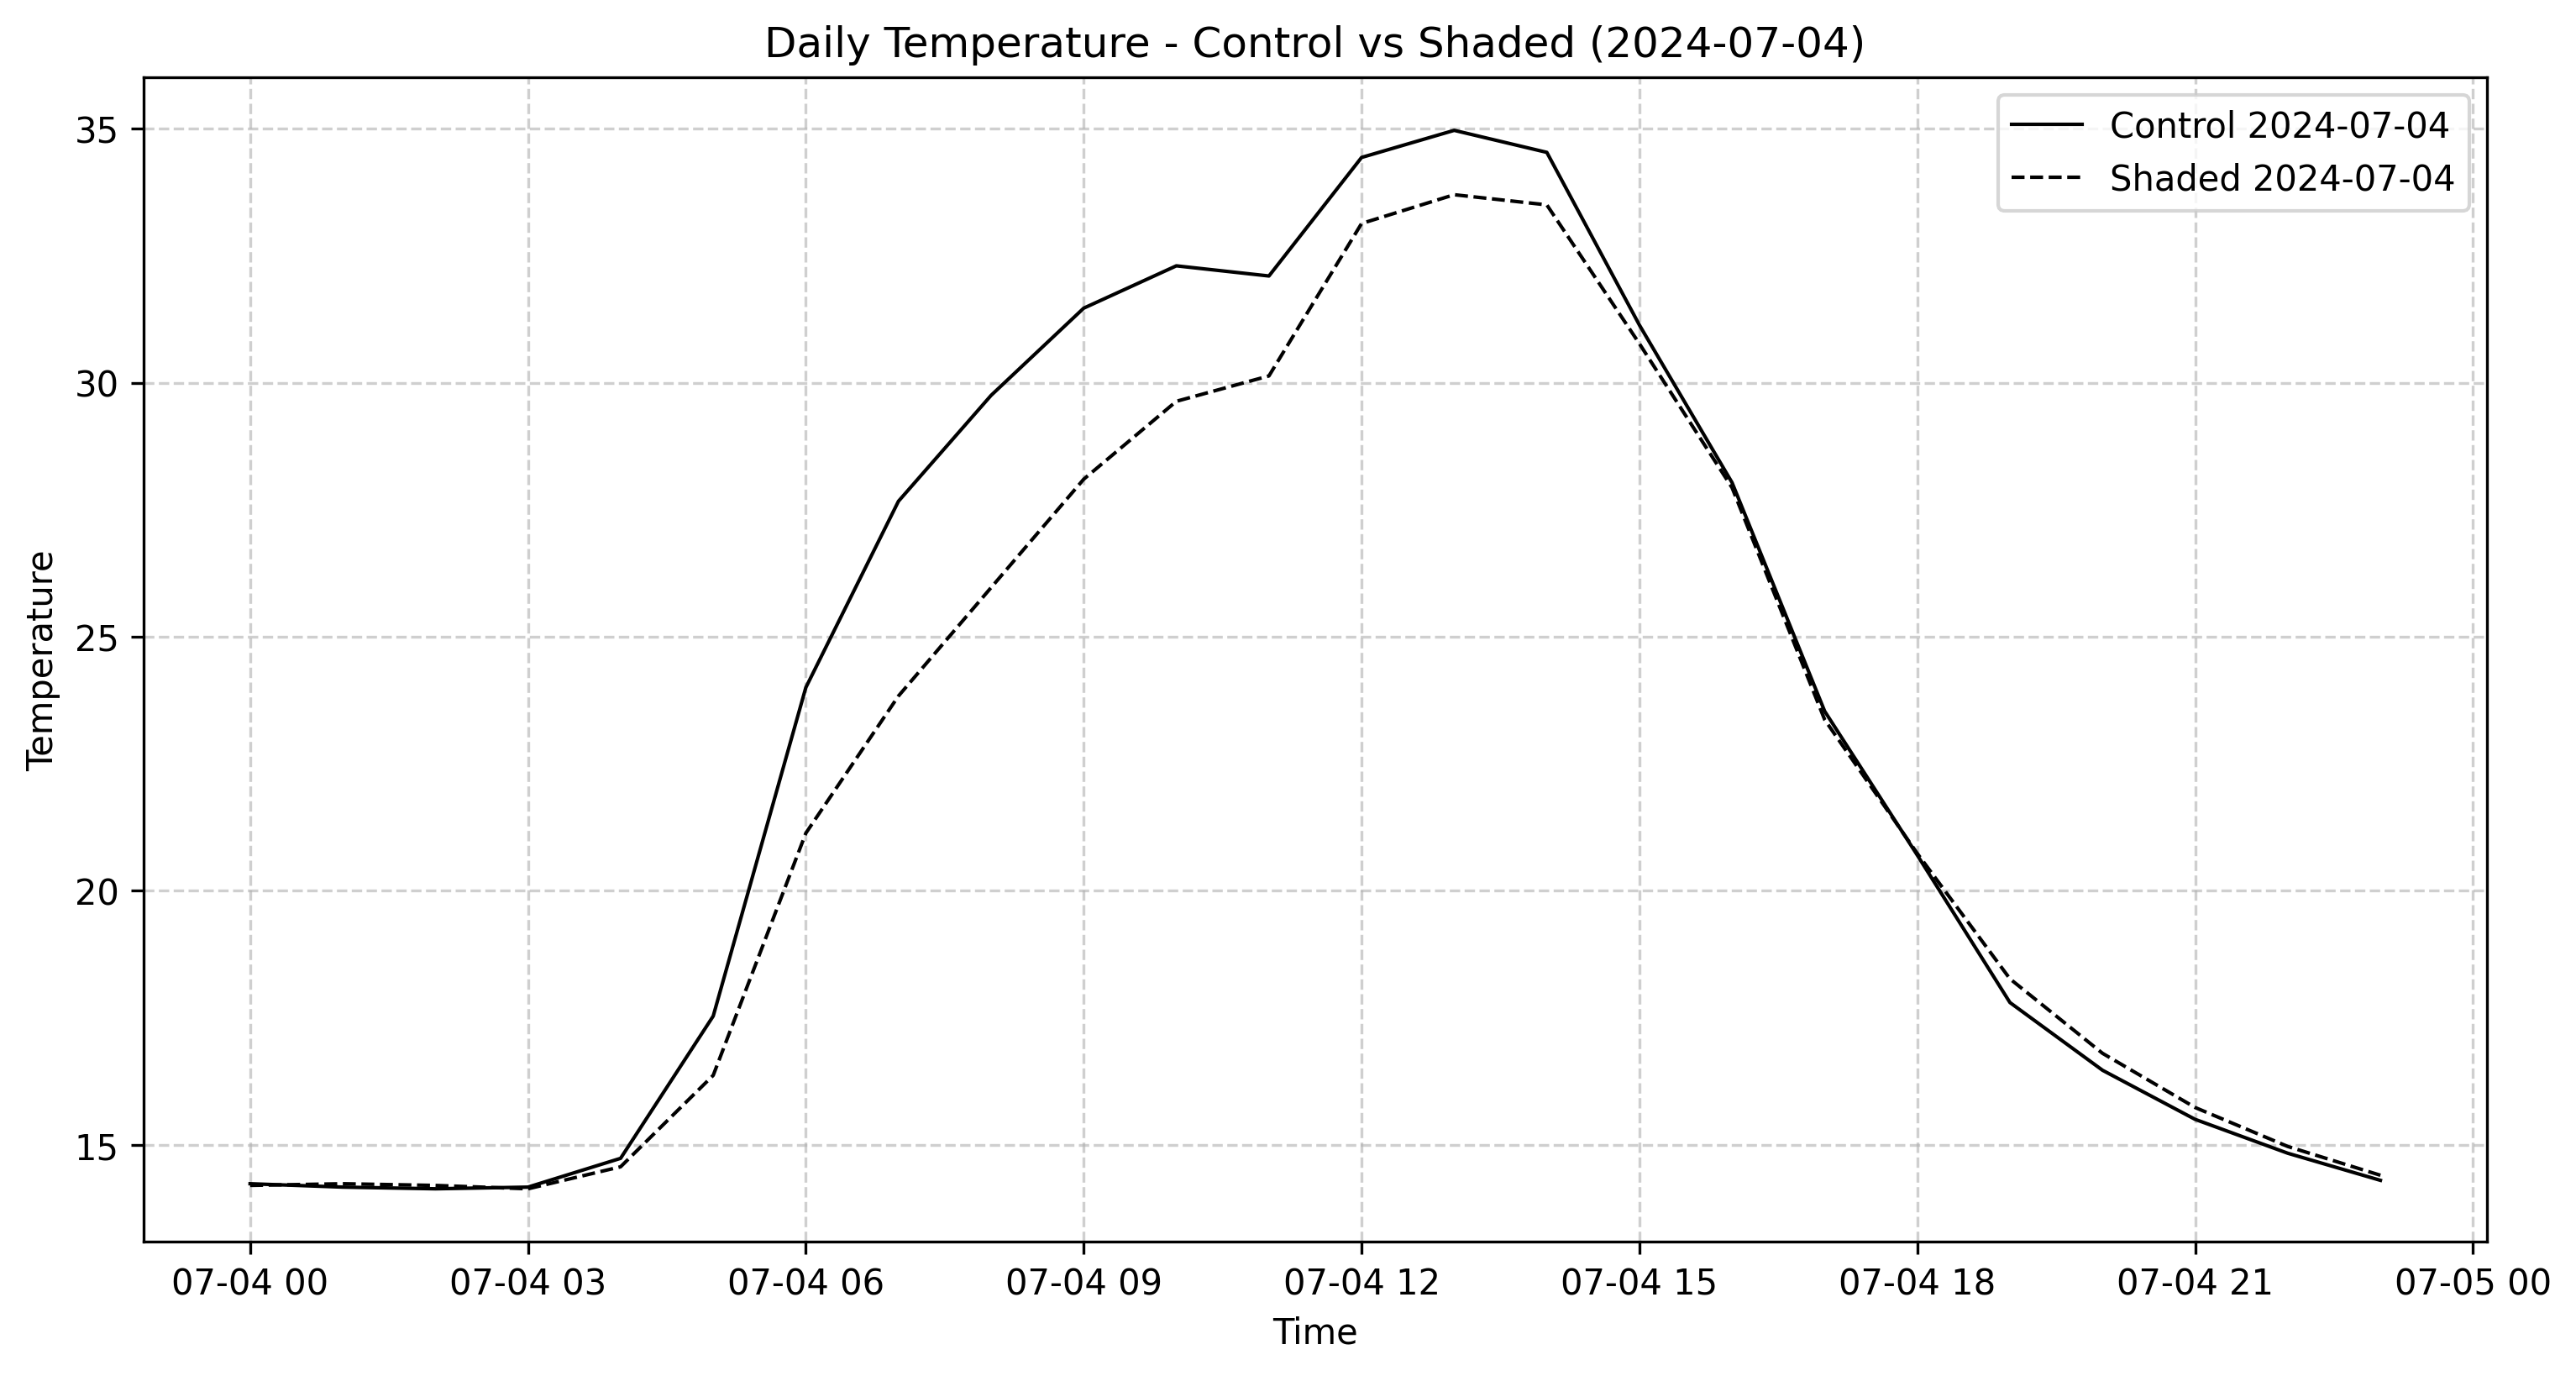 Daily Temperature - Control vs Shaded (2024-07-04)
Control 2024-07-04
Shaded 2024-07-04
Temperature
35
30
25
20
15
07-04 00 07-04 03 07-04 06 07-04 09 07-04 12 07-04 15 07-04 18 07-04 21 07-05 00
Time